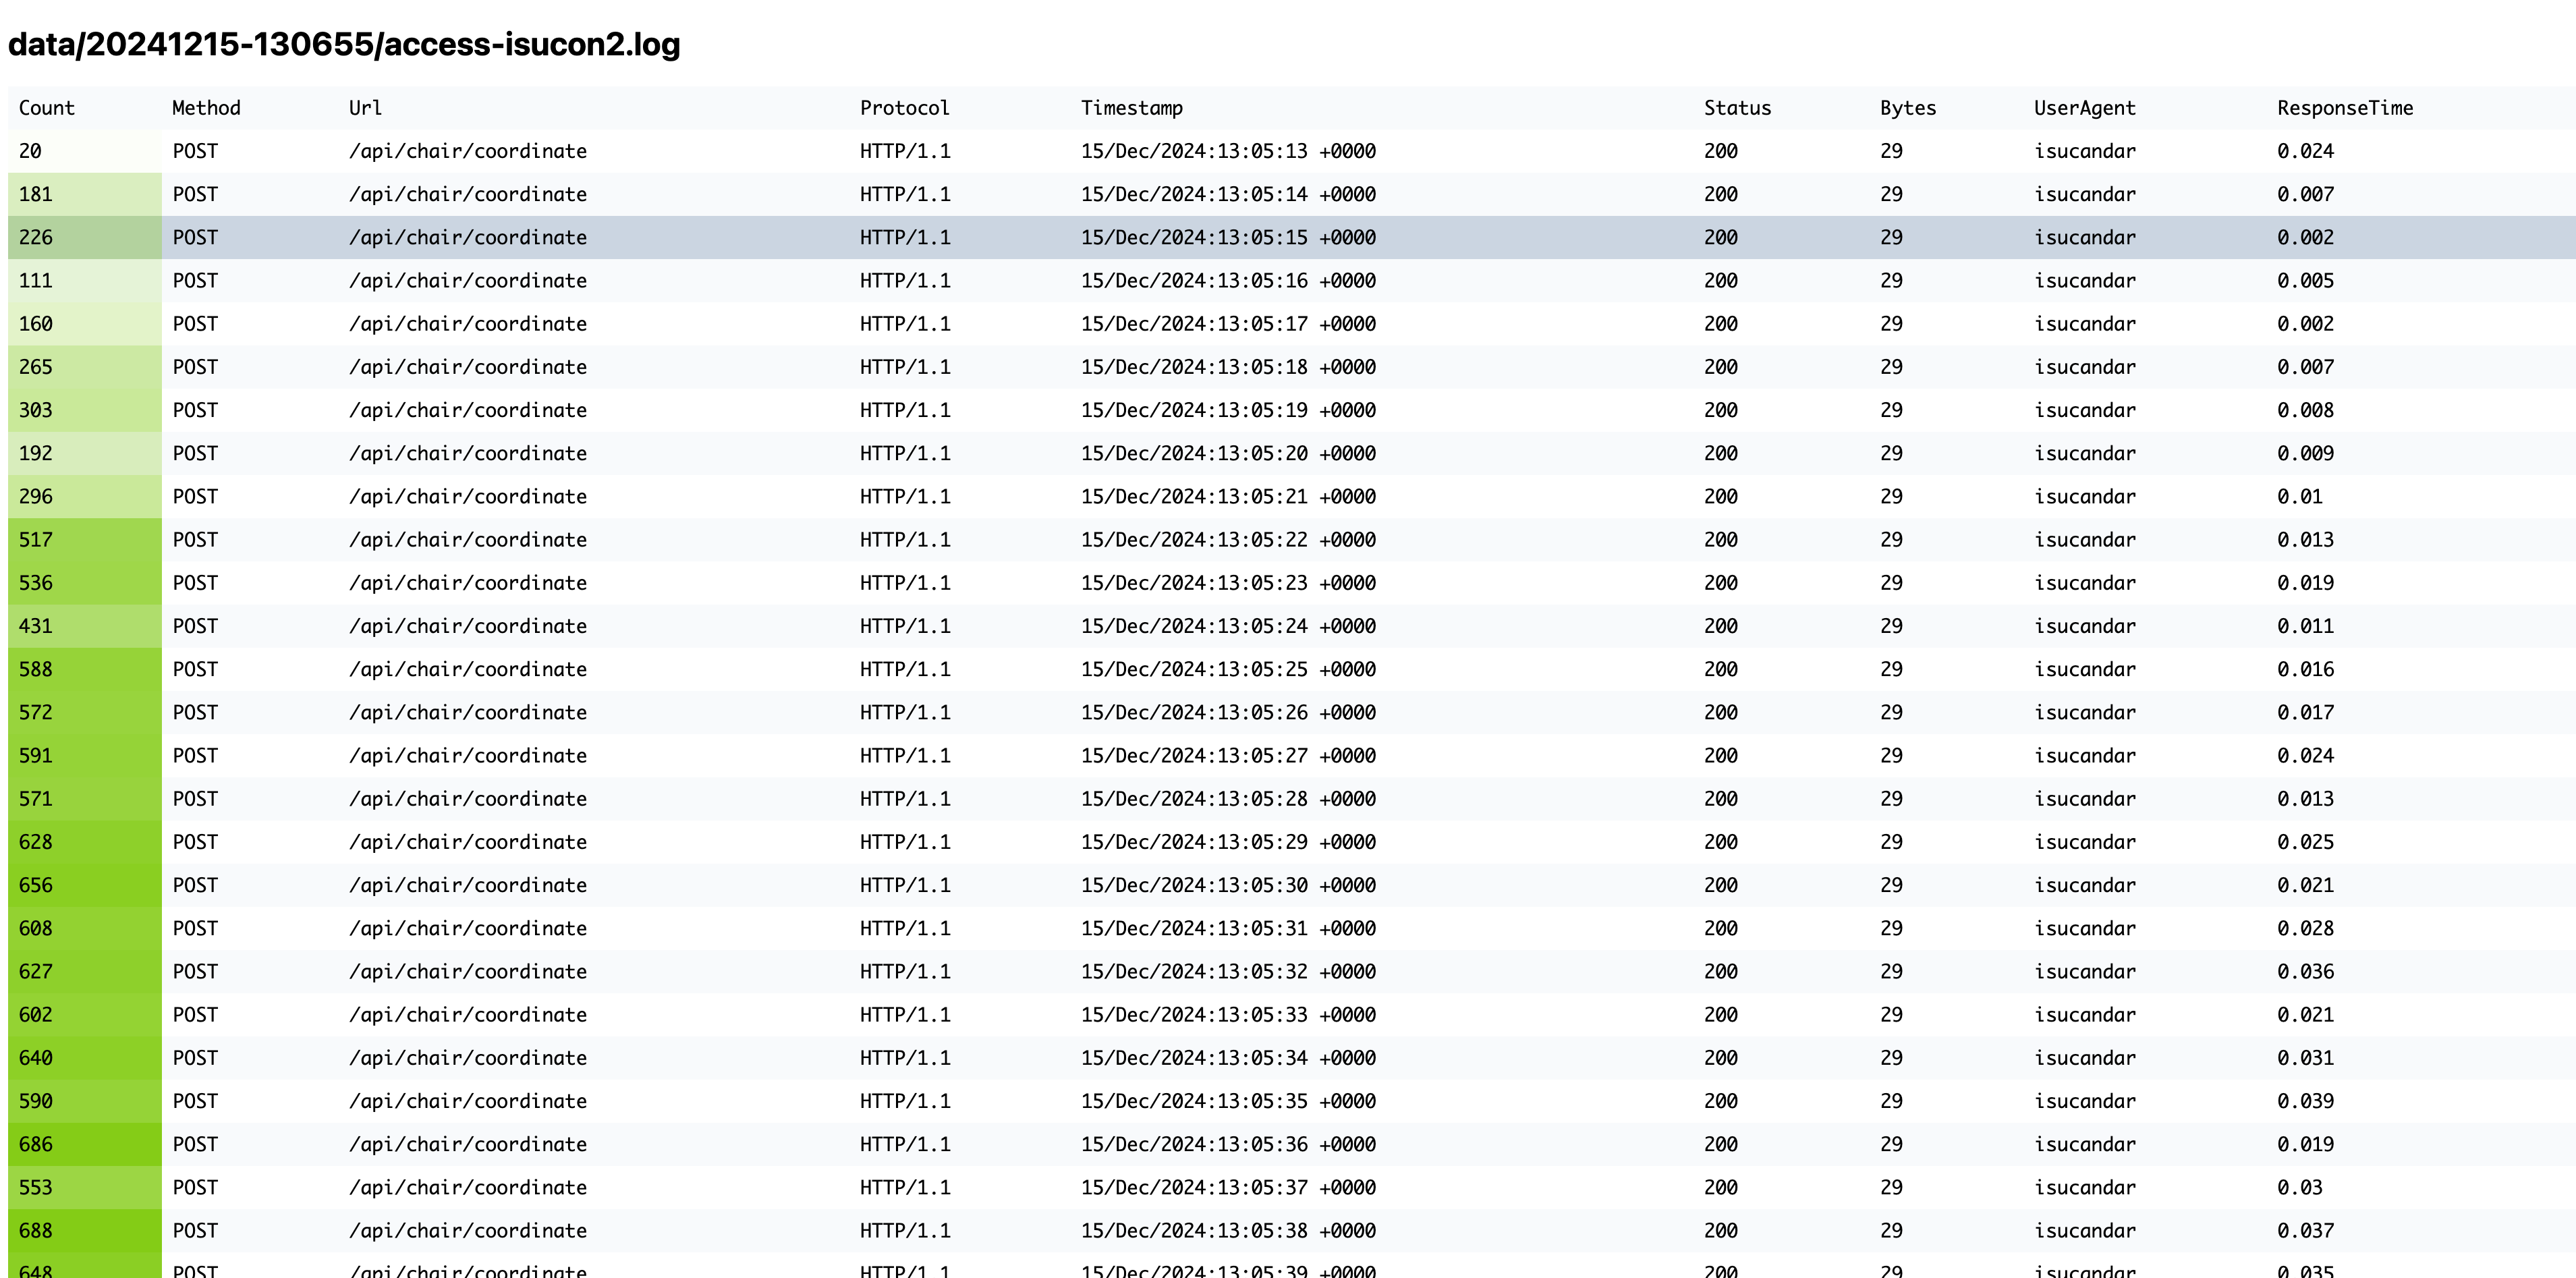 data/20241215-130655/access-isucon2.log
Count Method Url Protocol Timestamp Status Bytes UserAgent ResponseTime
20 POST /api/chair/coordinate HTTP/1.1 15/Dec/2024:13:05:13 +0000 200 29 isucandar 0.024
181 POST /api/chair/coordinate HTTP/1.1 15/Dec/2024:13:05:14 +0000 200 29 isucandar 0.007
226 POST /api/chair/coordinate HTTP/1.1 15/Dec/2024:13:05:15 +0000 200 29 isucandar 0.002
111 POST /api/chair/coordinate HTTP/1.1 15/Dec/2024:13:05:16 +0000 200 29 isucandar 0.005
160 POST /api/chair/coordinate HTTP/1.1 15/Dec/2024:13:05:17 +0000 200 29 isucandar 0.002
265 POST /api/chair/coordinate HTTP/1.1 15/Dec/2024:13:05:18 +0000 200 29 isucandar 0.007
303 POST /api/chair/coordinate HTTP/1.1 15/Dec/2024:13:05:19 +0000 200 29 isucandar 0.008
192 POST /api/chair/coordinate HTTP/1.1 15/Dec/2024:13:05:20 +0000 200 29 isucandar 0.009
296 POST /api/chair/coordinate HTTP/1.1 15/Dec/2024:13:05:21 +0000 200 29 isucandar 0.01
517 POST /api/chair/coordinate HTTP/1.1 15/Dec/2024:13:05:22 +0000 200 29 isucandar 0.013
536 POST /api/chair/coordinate HTTP/1.1 15/Dec/2024:13:05:23 +0000 200 29 isucandar 0.019
431 POST /api/chair/coordinate HTTP/1.1 15/Dec/2024:13:05:24 +0000 200 29 isucandar 0.011
588 POST /api/chair/coordinate HTTP/1.1 15/Dec/2024:13:05:25 +0000 200 29 isucandar 0.016
572 POST /api/chair/coordinate HTTP/1.1 15/Dec/2024:13:05:26 +0000 200 29 isucandar 0.017
591 POST /api/chair/coordinate HTTP/1.1 15/Dec/2024:13:05:27 +0000 200 29 isucandar 0.024
571 POST /api/chair/coordinate HTTP/1.1 15/Dec/2024:13:05:28 +0000 200 29 isucandar 0.013
628 POST /api/chair/coordinate HTTP/1.1 15/Dec/2024:13:05:29 +0000 200 29 isucandar 0.025
656 POST /api/chair/coordinate HTTP/1.1 15/Dec/2024:13:05:30 +0000 200 29 isucandar 0.021
608 POST /api/chair/coordinate HTTP/1.1 15/Dec/2024:13:05:31 +0000 200 29 isucandar 0.028
627 POST /api/chair/coordinate HTTP/1.1 15/Dec/2024:13:05:32 +0000 200 29 isucandar 0.036
602 POST /api/chair/coordinate HTTP/1.1 15/Dec/2024:13:05:33 +0000 200 29 isucandar 0.021
640 POST /api/chair/coordinate HTTP/1.1 15/Dec/2024:13:05:34 +0000 200 29 isucandar 0.031
590 POST /api/chair/coordinate HTTP/1.1 15/Dec/2024:13:05:35 +0000 200 29 isucandar 0.039
686 POST /api/chair/coordinate HTTP/1.1 15/Dec/2024:13:05:36 +0000 200 29 isucandar 0.019
553 POST /api/chair/coordinate HTTP/1.1 15/Dec/2024:13:05:37 +0000 200 29 isucandar 0.03
688 POST /api/chair/coordinate HTTP/1.1 15/Dec/2024:13:05:38 +0000 200 29 isucandar 0.037
648 POST /api/chair/coordinate HTTP/1.1 15/Dec/2024:13:05:39 +0000 200 29 isucandar 0.035